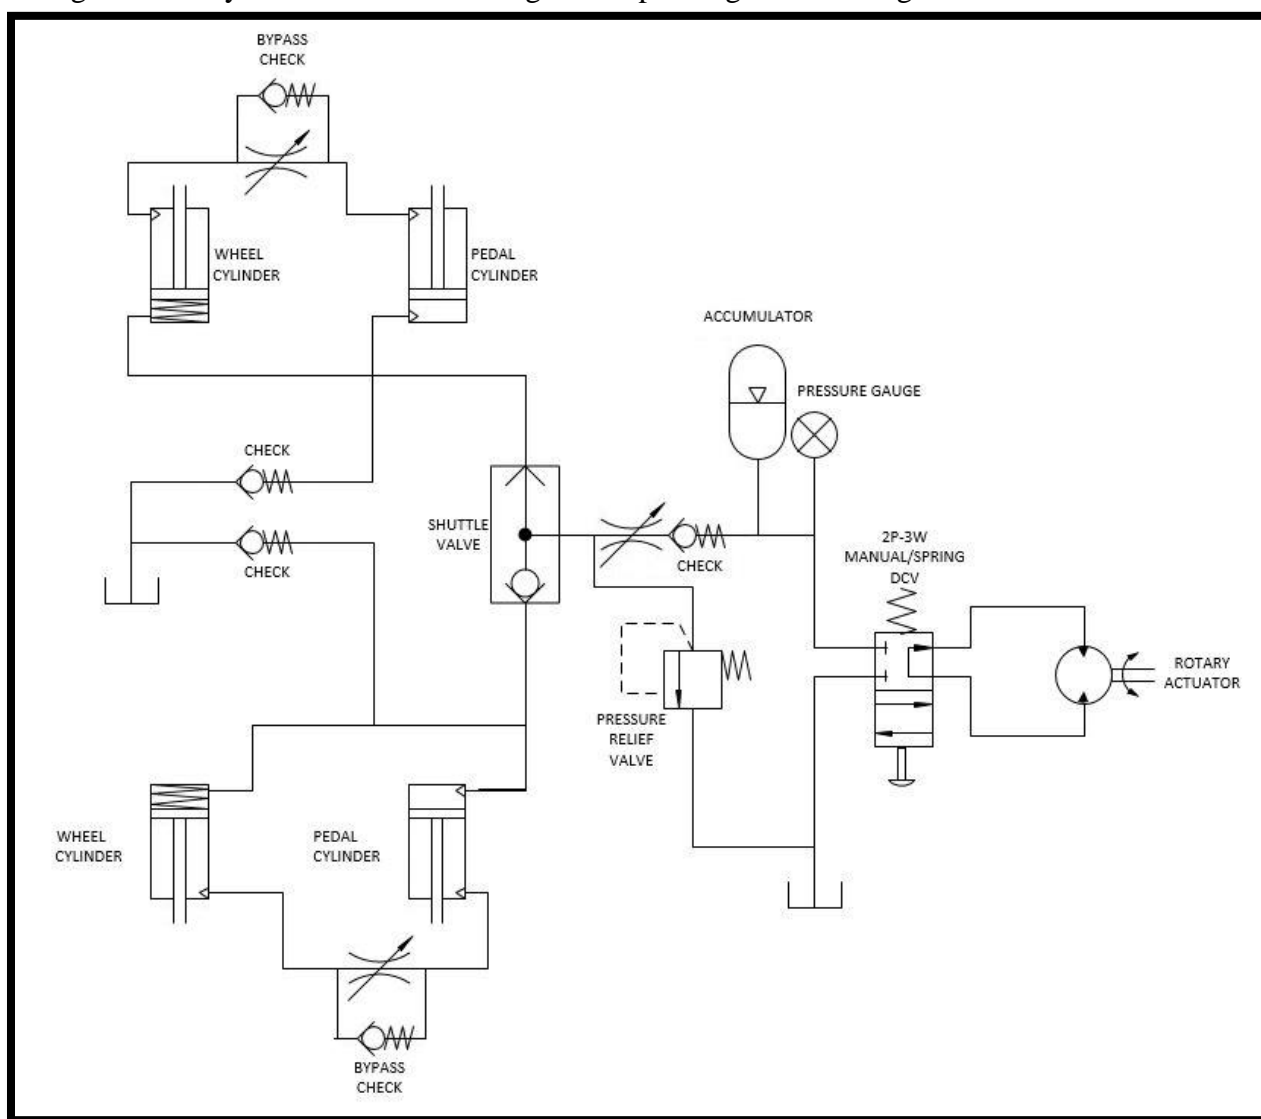 BYPASS
CHECK
WHEEL
CYLINDER
PEDAL
CYLINDER
ACCUMULATOR
PRESSURE GAUGE
CHECK
SHUTTLE
VALVE
CHECK
CHECK
2P-3W
MANUAL/SPRING
DCV
ROTARY
ACTUATOR
PRESSURE
RELIEF
VALVE
WHEEL
CYLINDER
PEDAL
CYLINDER
BYPASS
CHECK